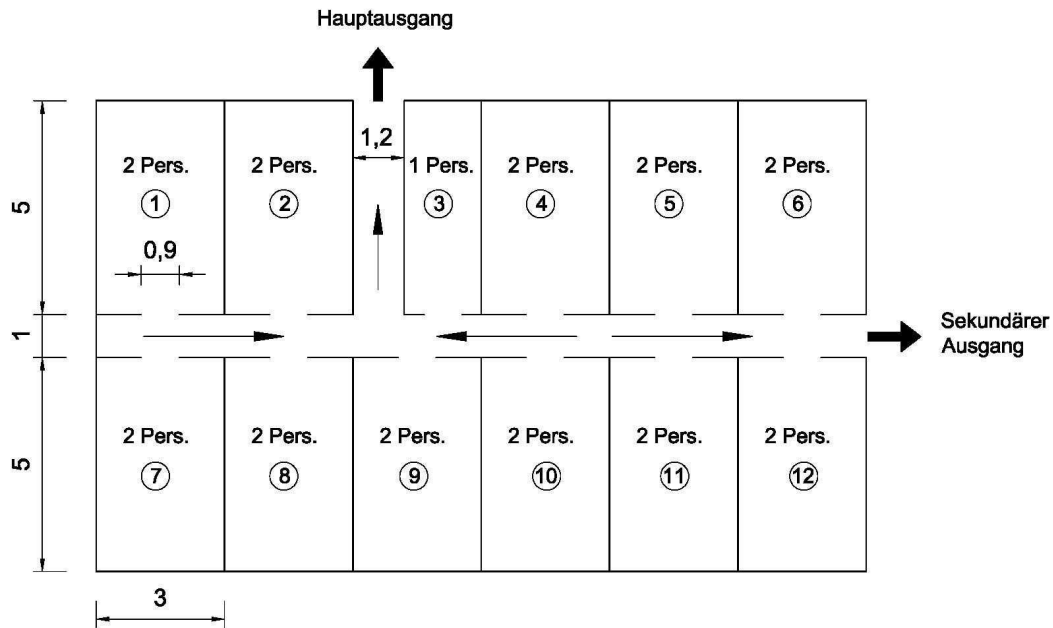 Hauptausgang
1,2
2 Pers.
1
2 Pers.
2
1 Pers.
3
2 Pers.
4
2 Pers.
5
2 Pers.
6
5
0,9
1
Sekundärer
Ausgang
5
2 Pers.
7
2 Pers.
8
2 Pers.
9
2 Pers.
10
2 Pers.
11
2 Pers.
12
3